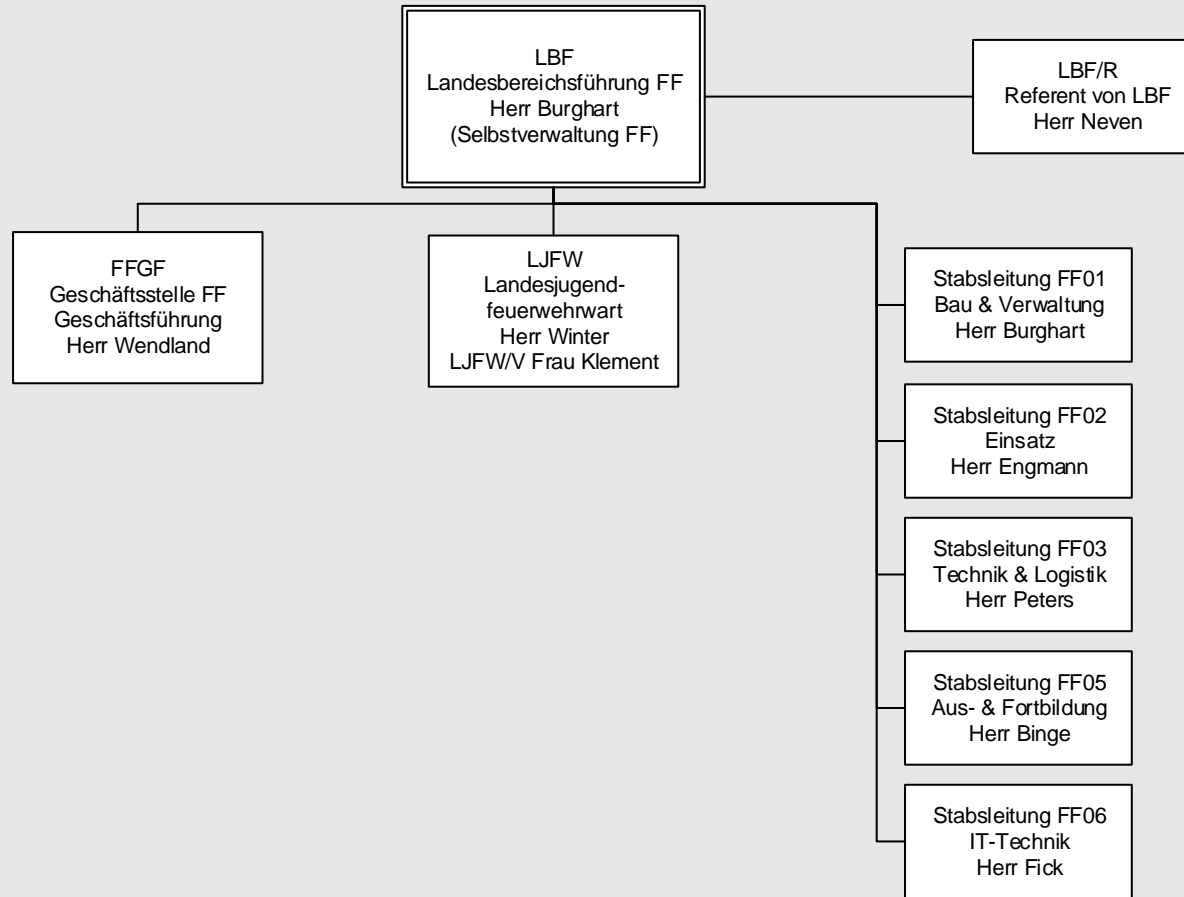 LBF
Landesbereichsführung FF
Herr Burghart
(Selbstverwaltung FF)
LBF/R
Referent von LBF
Herr Neven
FFGF
Geschäftsstelle FF
Geschäftsführung
Herr Wendland
LJFW
Landesjugend-
feuerwehrwart
Herr Winter
LJFW/V Frau Klement
Stabsleitung FF01
Bau & Verwaltung
Herr Burghart
Stabsleitung FF02
Einsatz
Herr Engmann
Stabsleitung FF03
Technik & Logistik
Herr Peters
Stabsleitung FF05
Aus- & Fortbildung
Herr Binge
Stabsleitung FF06
IT-Technik
Herr Fick